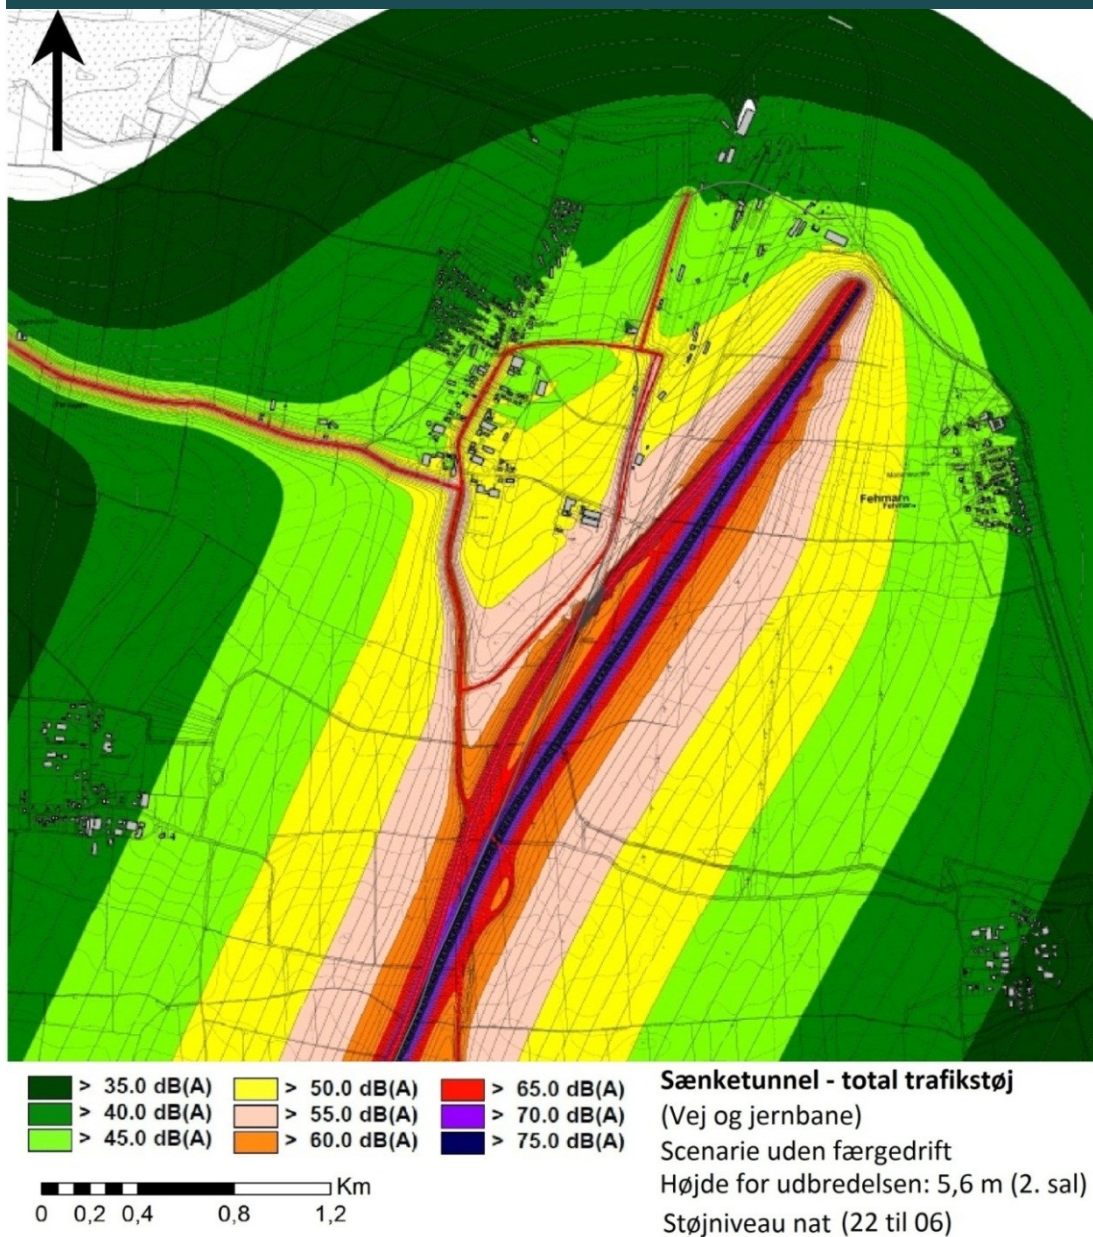 Fehmarn
Fehmarn
> 35.0 dB(A)
> 40.0 dB(A)
> 45.0 dB(A)
> 50.0 dB(A)
> 55.0 dB(A)
> 60.0 dB(A)
> 65.0 dB(A)
> 70.0 dB(A)
> 75.0 dB(A)
Km
0 0,2 0,4 0,8 1,2
Sænketunnel - total trafikstøj
(Vej og jernbane)
Scenarie uden færgedrift
Højde for udbredelsen: 5,6 m (2. sal)
Støjniveau nat (22 til 06)